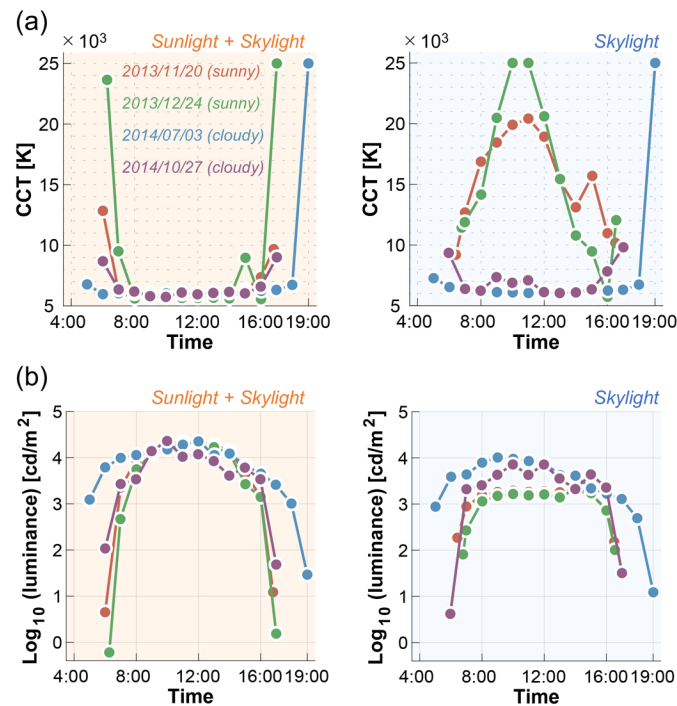 (a)
× 10³ Sunlight + Skylight
× 10³ Skylight
25
20
15
10
5
CCT [K]
2013/11/20 (sunny)
2013/12/24 (sunny)
2014/07/03 (cloudy)
2014/10/27 (cloudy)
4:00 8:00 12:00 16:00 19:00
Time
25
20
15
10
5
CCT [K]
4:00 8:00 12:00 16:00 19:00
Time
(b)
Sunlight + Skylight
Skylight
5
4
3
2
1
0
Log₁₀ (luminance) [cd/m²]
4:00 8:00 12:00 16:00 19:00
Time
5
4
3
2
1
0
Log₁₀ (luminance) [cd/m²]
4:00 8:00 12:00 16:00 19:00
Time